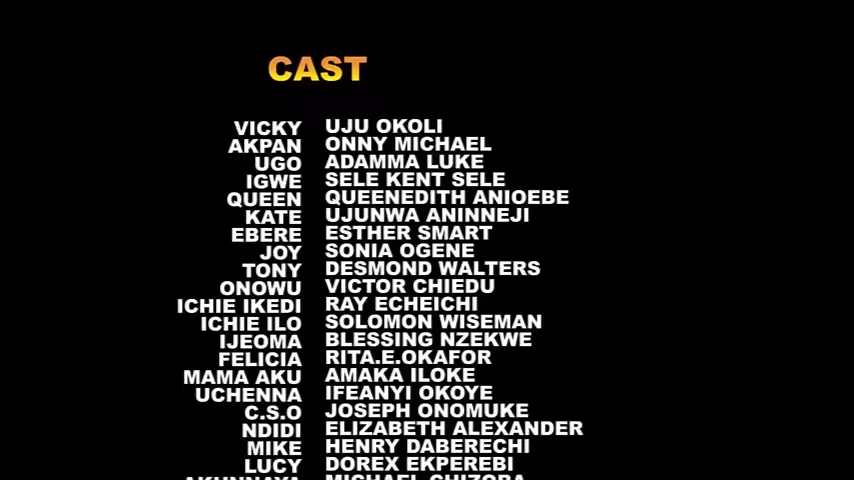 CAST
VICKY UJU OKOLI
AKPAN ONNY MICHAEL
UGO ADAMMA LUKE
IGWE SELE KENT SELE
QUEEN QUEENEDITH ANIOEBE
KATE UJUNWA ANINNEJI
EBERE ESTHER SMART
JOY SONIA OGENE
TONY DESMOND WALTERS
ONOWU VICTOR CHIEDU
ICHIE IKEDI RAY ECHEICHI
ICHIE ILO SOLOMON WISEMAN
IJEOMA BLESSING NZEKWE
FELICIA RITA.E.OKAFOR
MAMA AKU AMAKA ILOKE
UCHENNA IFEANYI OKOYE
C.S.O JOSEPH ONOMUKE
NDIDI ELIZABETH ALEXANDER
MIKE HENRY DABERECHI
LUCY DOREX EKPEREBI
AKUNNAYA MICHAEL CHIZOBA